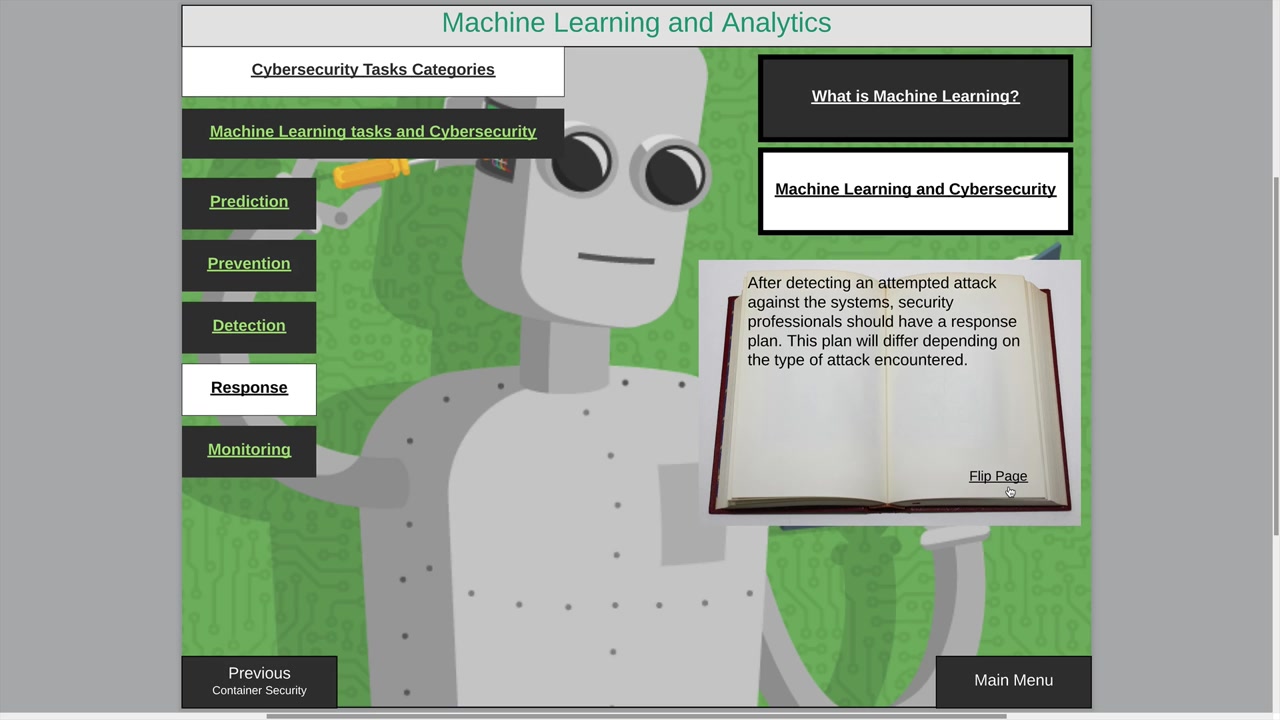 Machine Learning and Analytics
Cybersecurity Tasks Categories
Machine Learning tasks and Cybersecurity
Prediction
Prevention
Detection
Response
Monitoring
What is Machine Learning?
Machine Learning and Cybersecurity
After detecting an attempted attack
against the systems, security
professionals should have a response
plan. This plan will differ depending on
the type of attack encountered.
Flip Page
Previous
Container Security
Main Menu